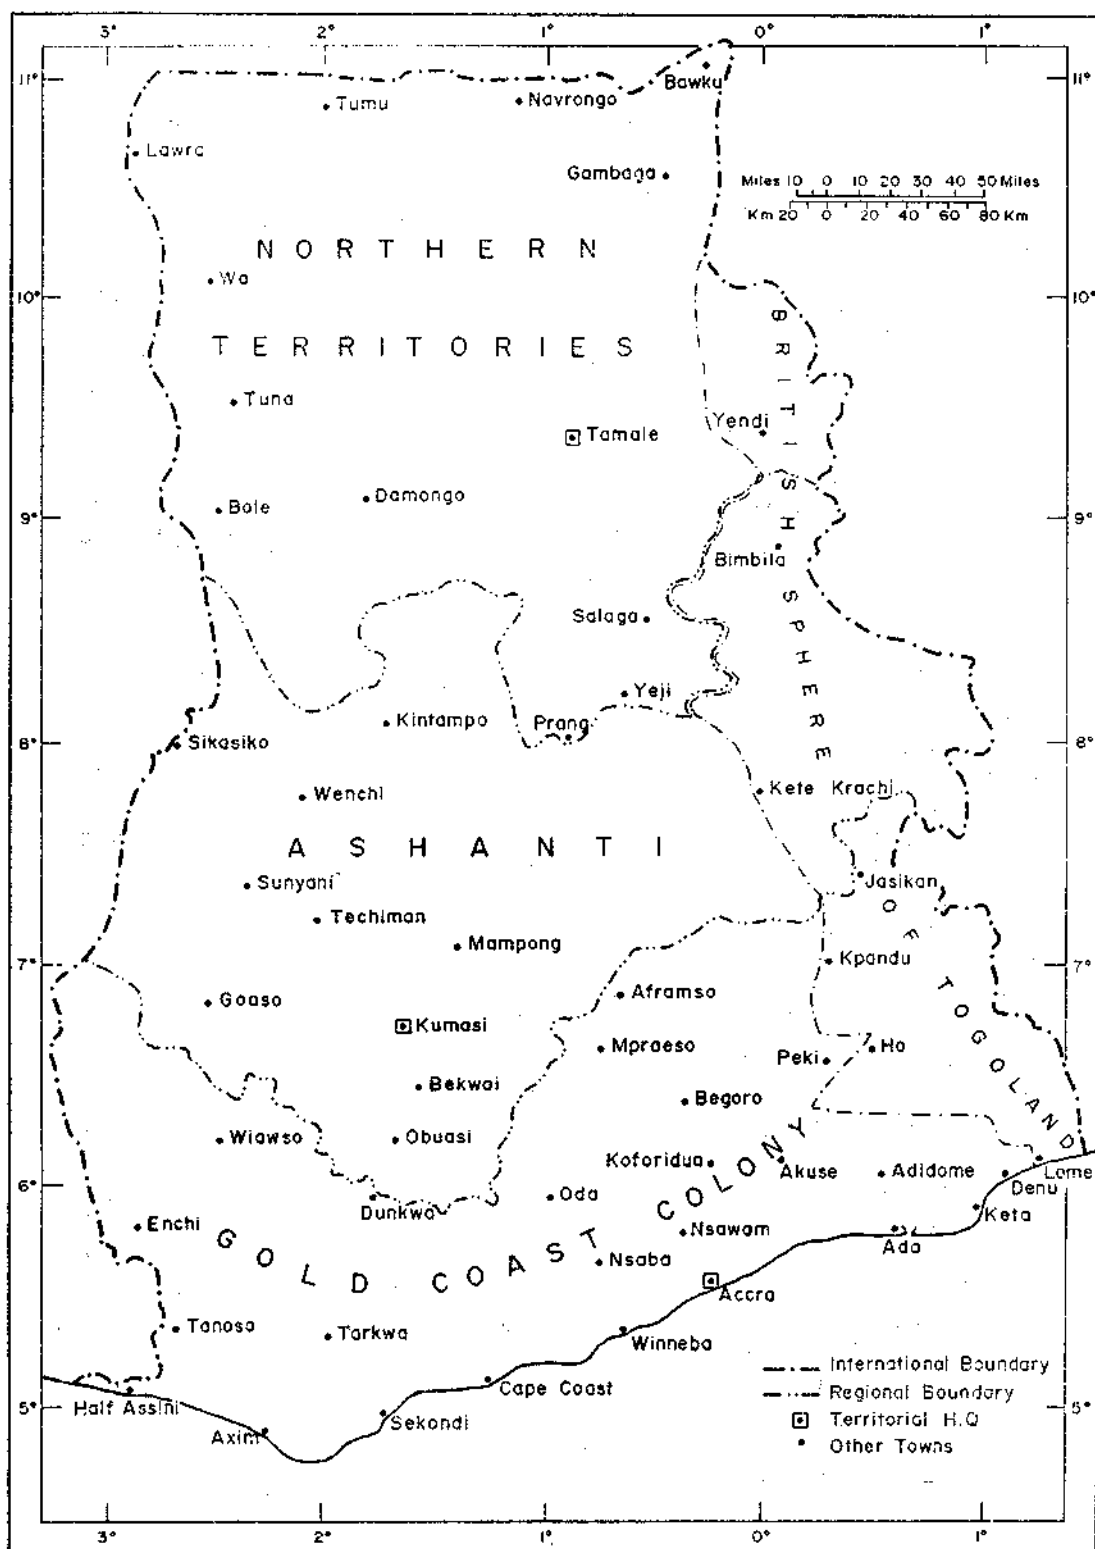 3° 2° 1° 0° 1°
11° 11°
Bawku
Tumu
Navrongo
Lawra
Gambaga
Miles 10 0 10 20 30 40 50 Miles
Km 20 0 20 40 60 80 Km
NORTHERN
Wa
10° 10°
BRITISH SPHERE
TERRITORIES
Tuna
Yendi
Tamale
Damongo
Bole
9° 9°
Bimbila
Salaga
Yeji
Kintampo
Prang
Sikasiko
8° 8°
Kete Krachi
Wenchi
ASHANTI
Sunyani
Jasikan
OF TOGOLAND
Techiman
Mampong
Kpandu
7° 7°
Goaso
Aframso
Kumasi
Mpraeso
Peki
Ho
Bekwai
Begoro
Wiawso
Obuasi
Koforidua
Akuse
Adidome
Lome
6° 6°
Denu
Dunkwa
Oda
Keta
Enchi
GOLD COAST COLONY
Nsawam
Ada
Nsaba
Accra
Tanoso
Tarkwa
Winneba
International Boundary
Cape Coast
Regional Boundary
Half Assini
5° 5°
Sekondi
Territorial H.Q
Axim
Other Towns
3° 2° 1° 0° 1°